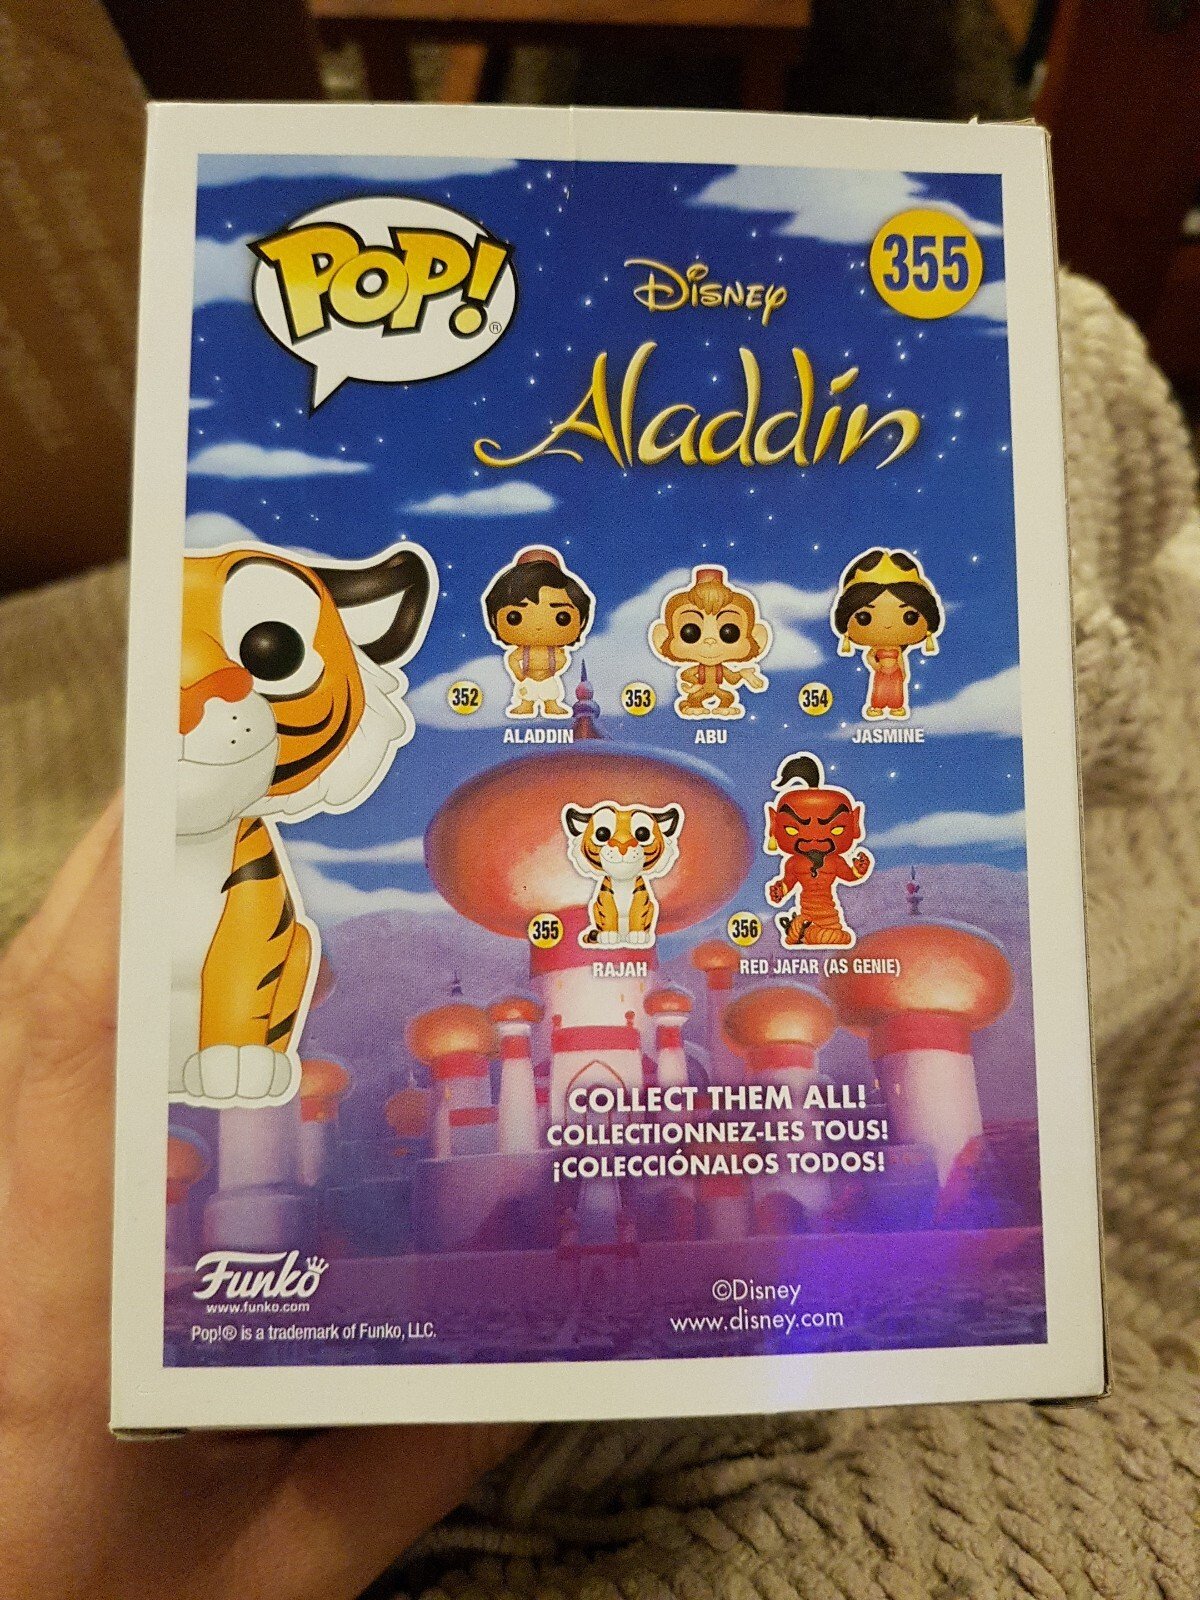 POP!®
355
Disney
Aladdin
352
ALADDIN
353
ABU
354
JASMINE
355
RAJAH
356
RED JAFAR (AS GENIE)
COLLECT THEM ALL!
COLLECTIONNEZ-LES TOUS!
¡COLECCIÓNALOS TODOS!
Funko
www.funko.com
Pop!® is a trademark of Funko, LLC.
©Disney
www.disney.com